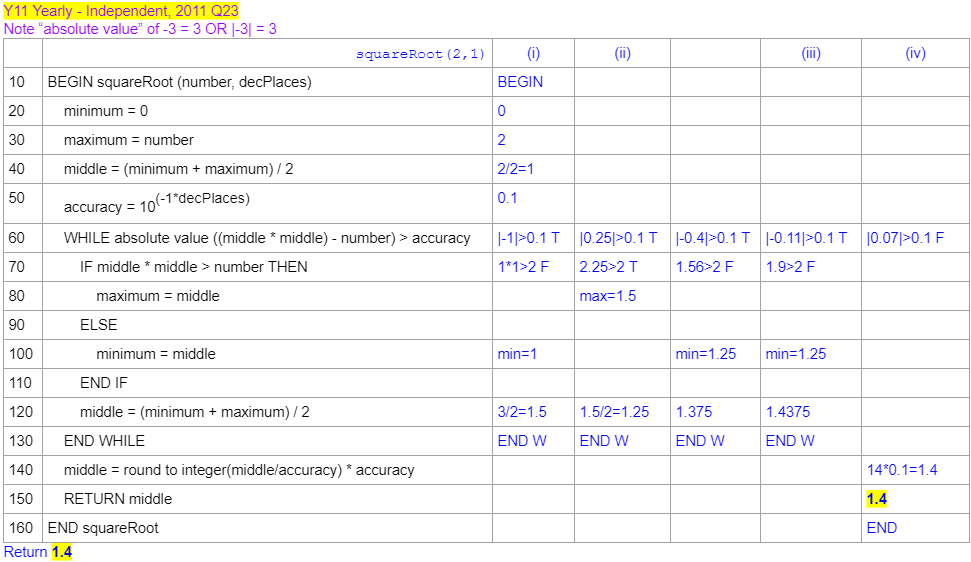 Y11 Yearly - Independent, 2011 Q23
Note “absolute value” of -3 = 3 OR |-3| = 3
squareRoot(2,1) (i) (ii) (iii) (iv)
10 BEGIN squareRoot (number, decPlaces) BEGIN
20 minimum = 0 0
30 maximum = number 2
40 middle = (minimum + maximum) / 2 2/2=1
50 accuracy = 10(-1*decPlaces) 0.1
60 WHILE absolute value ((middle * middle) - number) > accuracy |-1|>0.1 T |0.25|>0.1 T |-0.4|>0.1 T |-0.11|>0.1 T |0.07|>0.1 F
70 IF middle * middle > number THEN 1*1>2 F 2.25>2 T 1.56>2 F 1.9>2 F
80 maximum = middle max=1.5
90 ELSE
100 minimum = middle min=1 min=1.25 min=1.25
110 END IF
120 middle = (minimum + maximum) / 2 3/2=1.5 1.5/2=1.25 1.375 1.4375
130 END WHILE END W END W END W END W
140 middle = round to integer(middle/accuracy) * accuracy 14*0.1=1.4
150 RETURN middle 1.4
160 END squareRoot END
Return 1.4